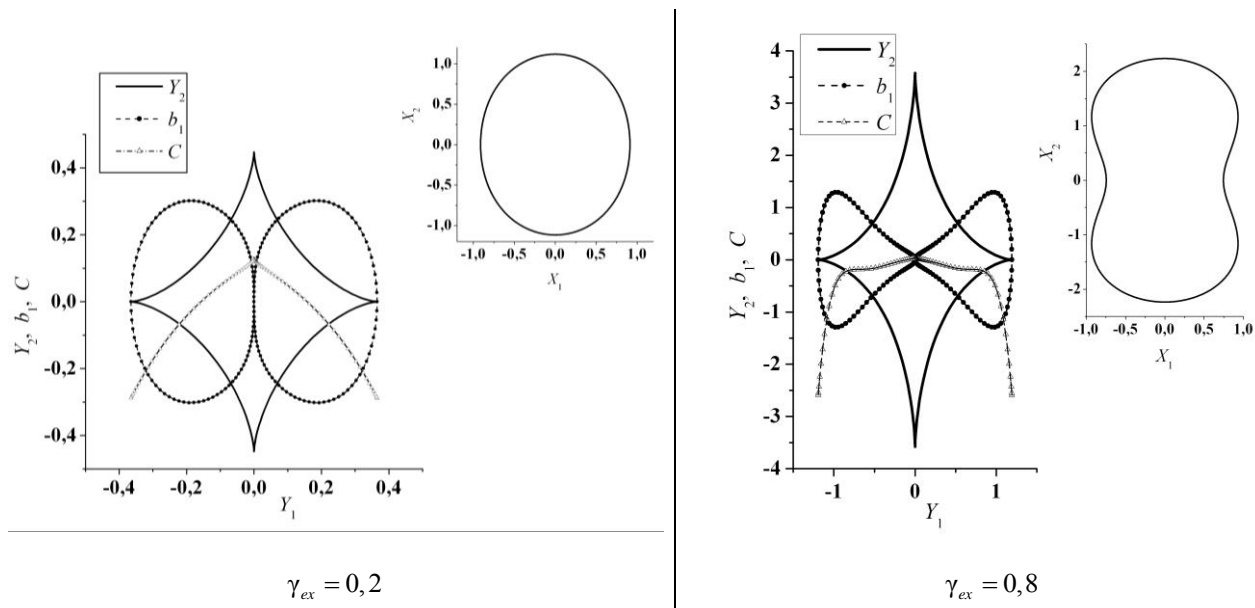 Y₂
b₁
C
Y₂, b₁, C
0,4
0,2
0,0
-0,2
-0,4
-0,4 -0,2 0,0 0,2 0,4
Y₁
X₂
1,0
0,5
0,0
-0,5
-1,0
-1,0 -0,5 0,0 0,5 1,0
X₁
γₑₓ = 0,2
Y₂
b₁
C
Y₂, b₁, C
4
3
2
1
0
-1
-2
-3
-4
-1 0 1
Y₁
X₂
2
1
0
-1
-2
-1,0 -0,5 0,0 0,5 1,0
X₁
γₑₓ = 0,8